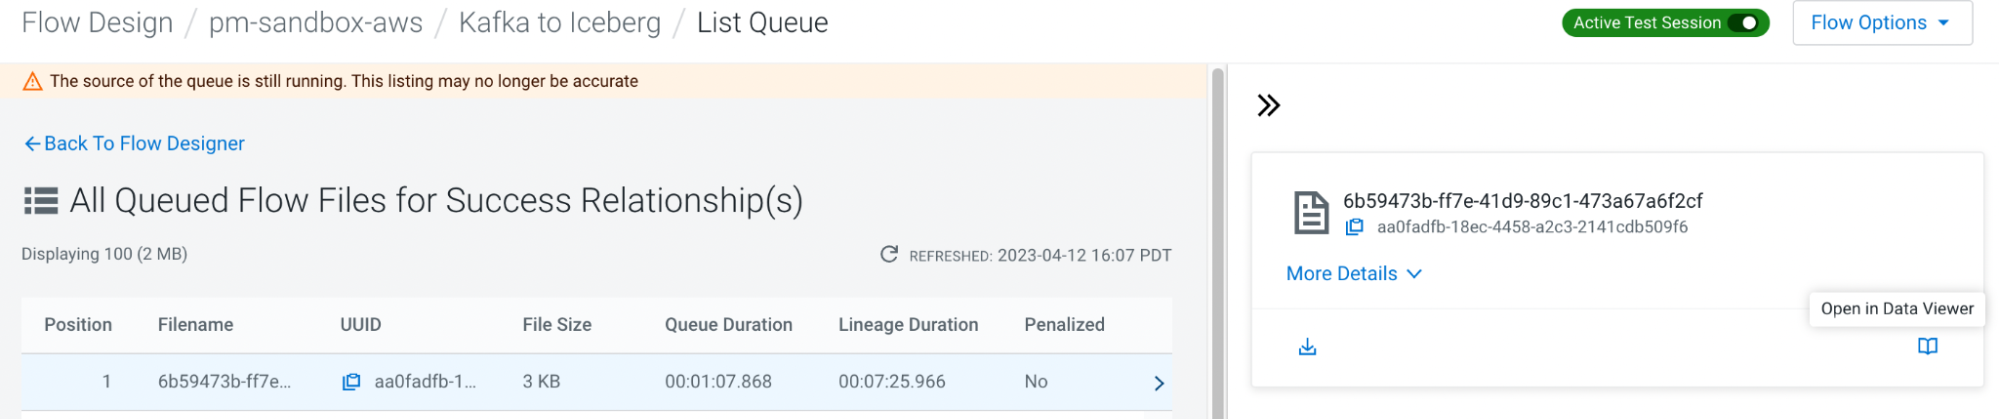 Flow Design / pm-sandbox-aws / Kafka to Iceberg / List Queue
Active Test Session
Flow Options
The source of the queue is still running. This listing may no longer be accurate
Back To Flow Designer
All Queued Flow Files for Success Relationship(s)
Displaying 100 (2 MB)
REFRESHED: 2023-04-12 16:07 PDT
Position Filename UUID File Size Queue Duration Lineage Duration Penalized
1 6b59473b-ff7e... aa0fadfb-1... 3 KB 00:01:07.868 00:07:25.966 No
6b59473b-ff7e-41d9-89c1-473a67a6f2cf
aa0fadfb-18ec-4458-a2c3-2141cdb509f6
More Details
Open in Data Viewer